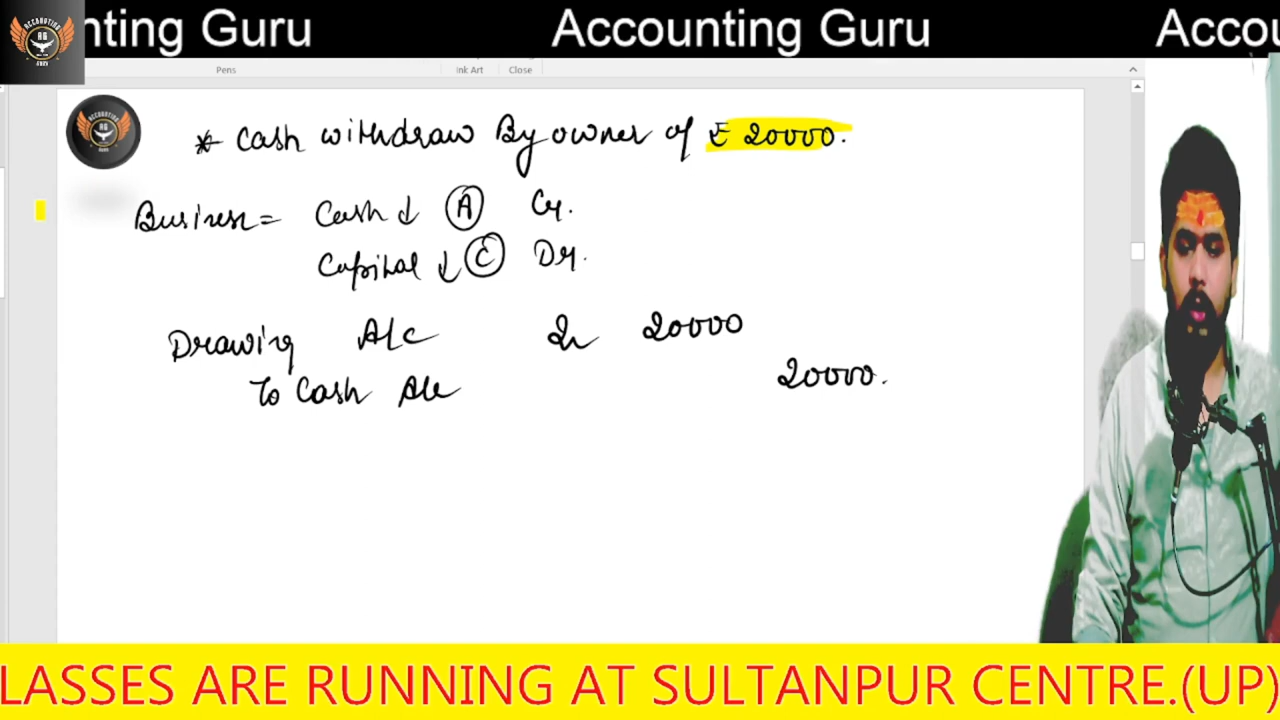 nting Guru Accounting Guru Accou
Pens Ink Art Close
* Cash withdraw By owner of ₹ 20000.
Business = Cash ↓ (A) Cr.
Capital ↓ (C) Dr.
Drawing A/c Dr 20000
To Cash A/c 20000.
LASSES ARE RUNNING AT SULTANPUR CENTRE.(UP)